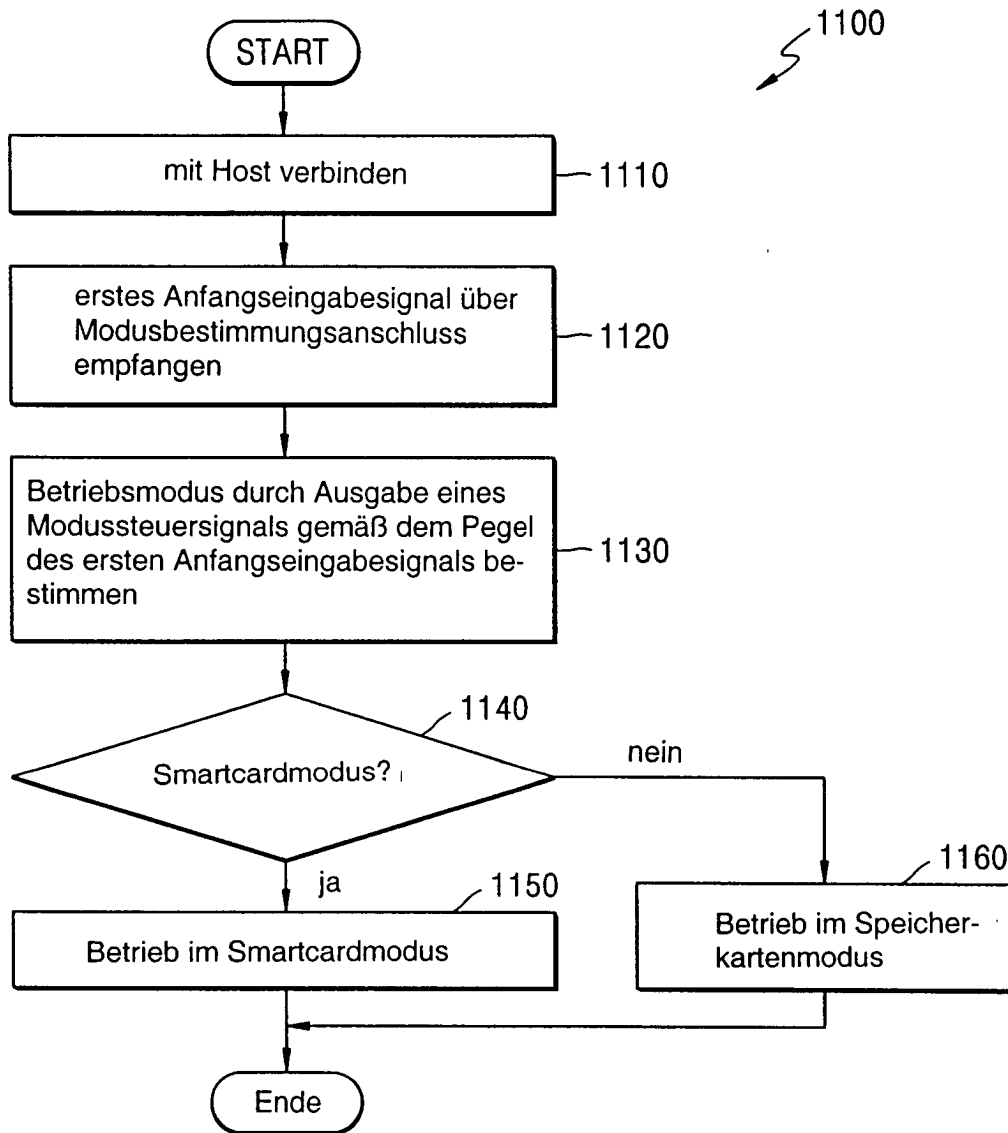 START
1100
mit Host verbinden
1110
erstes Anfangseingabesignal über
Modusbestimmungsanschluss
empfangen
1120
Betriebsmodus durch Ausgabe eines
Modussteuersignals gemäß dem Pegel
des ersten Anfangseingabesignals be-
stimmen
1130
1140
Smartcardmodus?
nein
ja
1150
Betrieb im Smartcardmodus
1160
Betrieb im Speicher-
kartenmodus
Ende